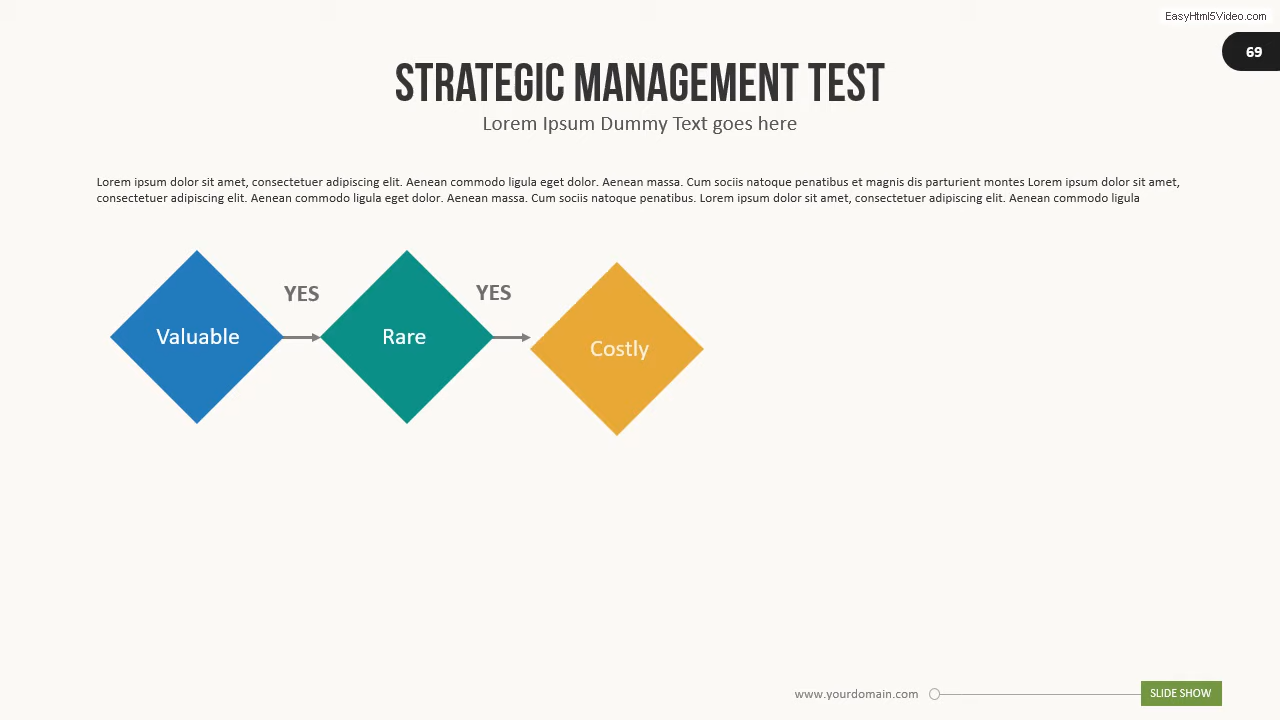 EasyHtml5Video.com
69
STRATEGIC MANAGEMENT TEST
Lorem Ipsum Dummy Text goes here
Lorem ipsum dolor sit amet, consectetuer adipiscing elit. Aenean commodo ligula eget dolor. Aenean massa. Cum sociis natoque penatibus et magnis dis parturient montes Lorem ipsum dolor sit amet,
consectetuer adipiscing elit. Aenean commodo ligula eget dolor. Aenean massa. Cum sociis natoque penatibus. Lorem ipsum dolor sit amet, consectetuer adipiscing elit. Aenean commodo ligula
YES
YES
Valuable
Rare
Costly
www.yourdomain.com
SLIDE SHOW